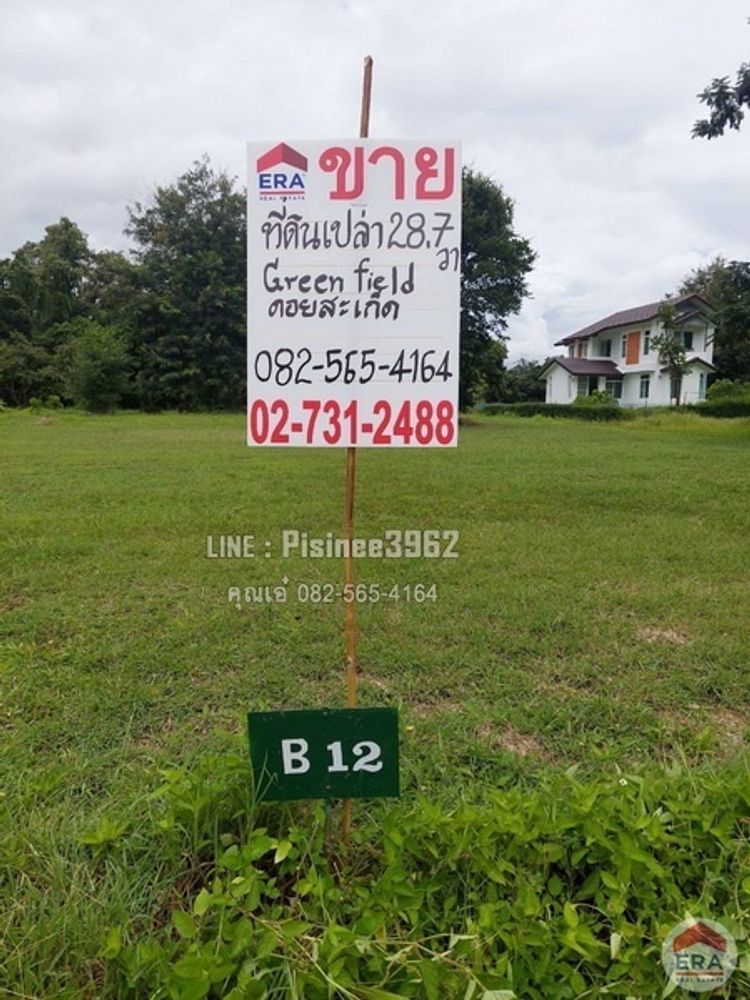 ERA
REAL ESTATE
ขาย
ที่ดินเปล่า 28.7
วา
Green field
ดอยสะเก็ด
082-565-4164
02-731-2488
LINE : Pisinee3962
คุณเอ๋ 082-565-4164
B 12
ERA
REAL ESTATE